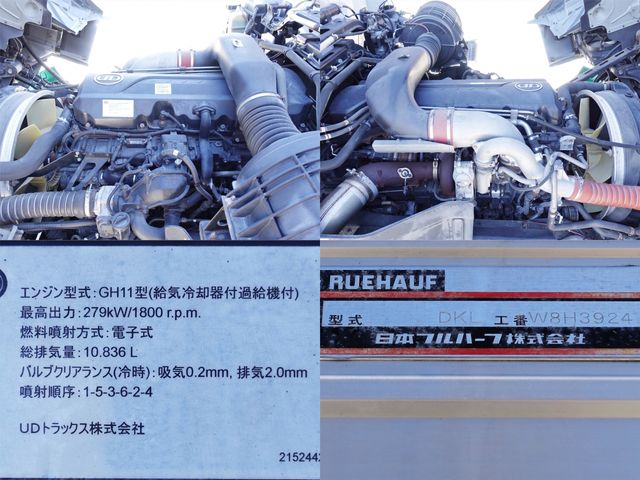 UD
UD
エンジン型式:GH11型(給気冷却器付過給機付)
最高出力:279kW/1800 r.p.m.
燃料噴射方式:電子式
総排気量:10.836 L
バルブクリアランス(冷時):吸気0.2mm, 排気2.0mm
噴射順序:1-5-3-6-2-4
UDトラックス株式会社
2152442
RUEHAUF
型式 DKL 工番 W8H3924
日本フルハーフ株式会社